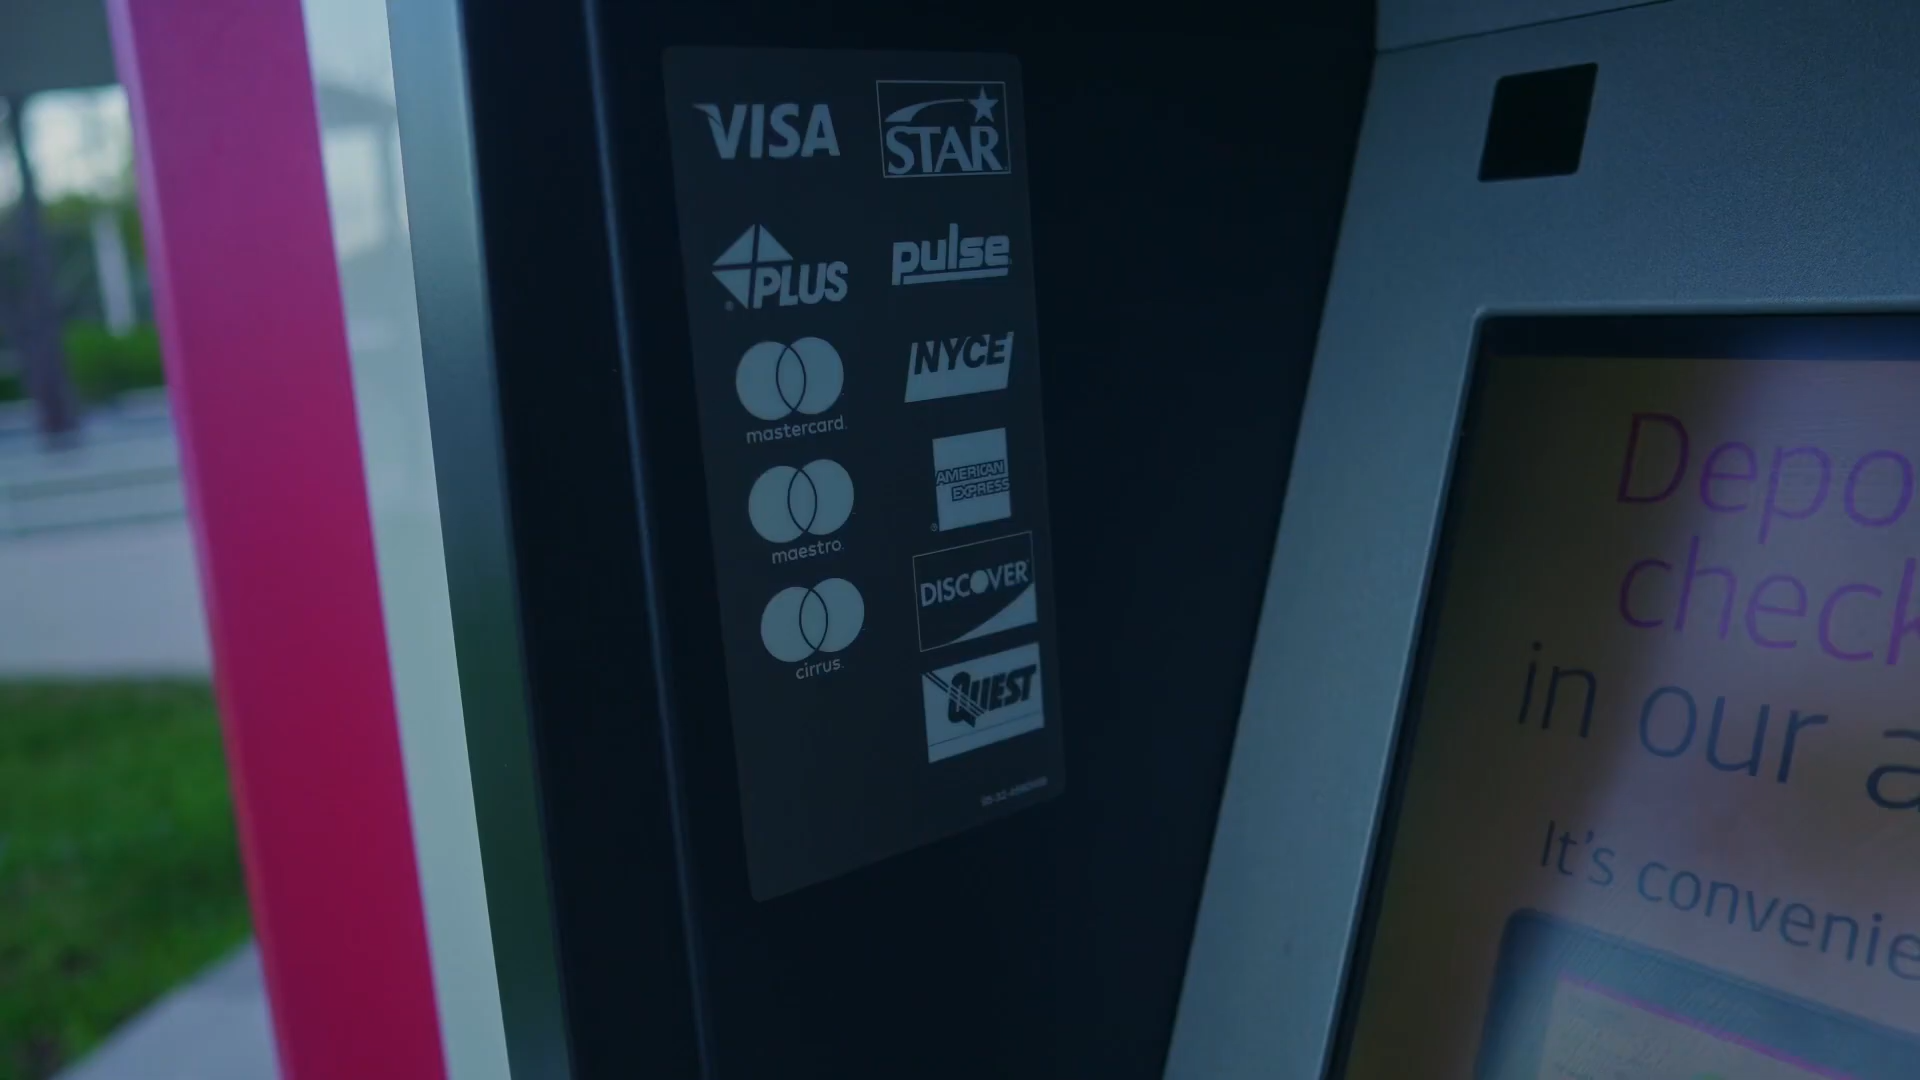 VISA
STAR
PLUS
pulse
mastercard
NYCE
maestro
AMERICAN
EXPRESS
cirrus
DISCOVER
QUEST
Depo
check
in our a
It's convenie